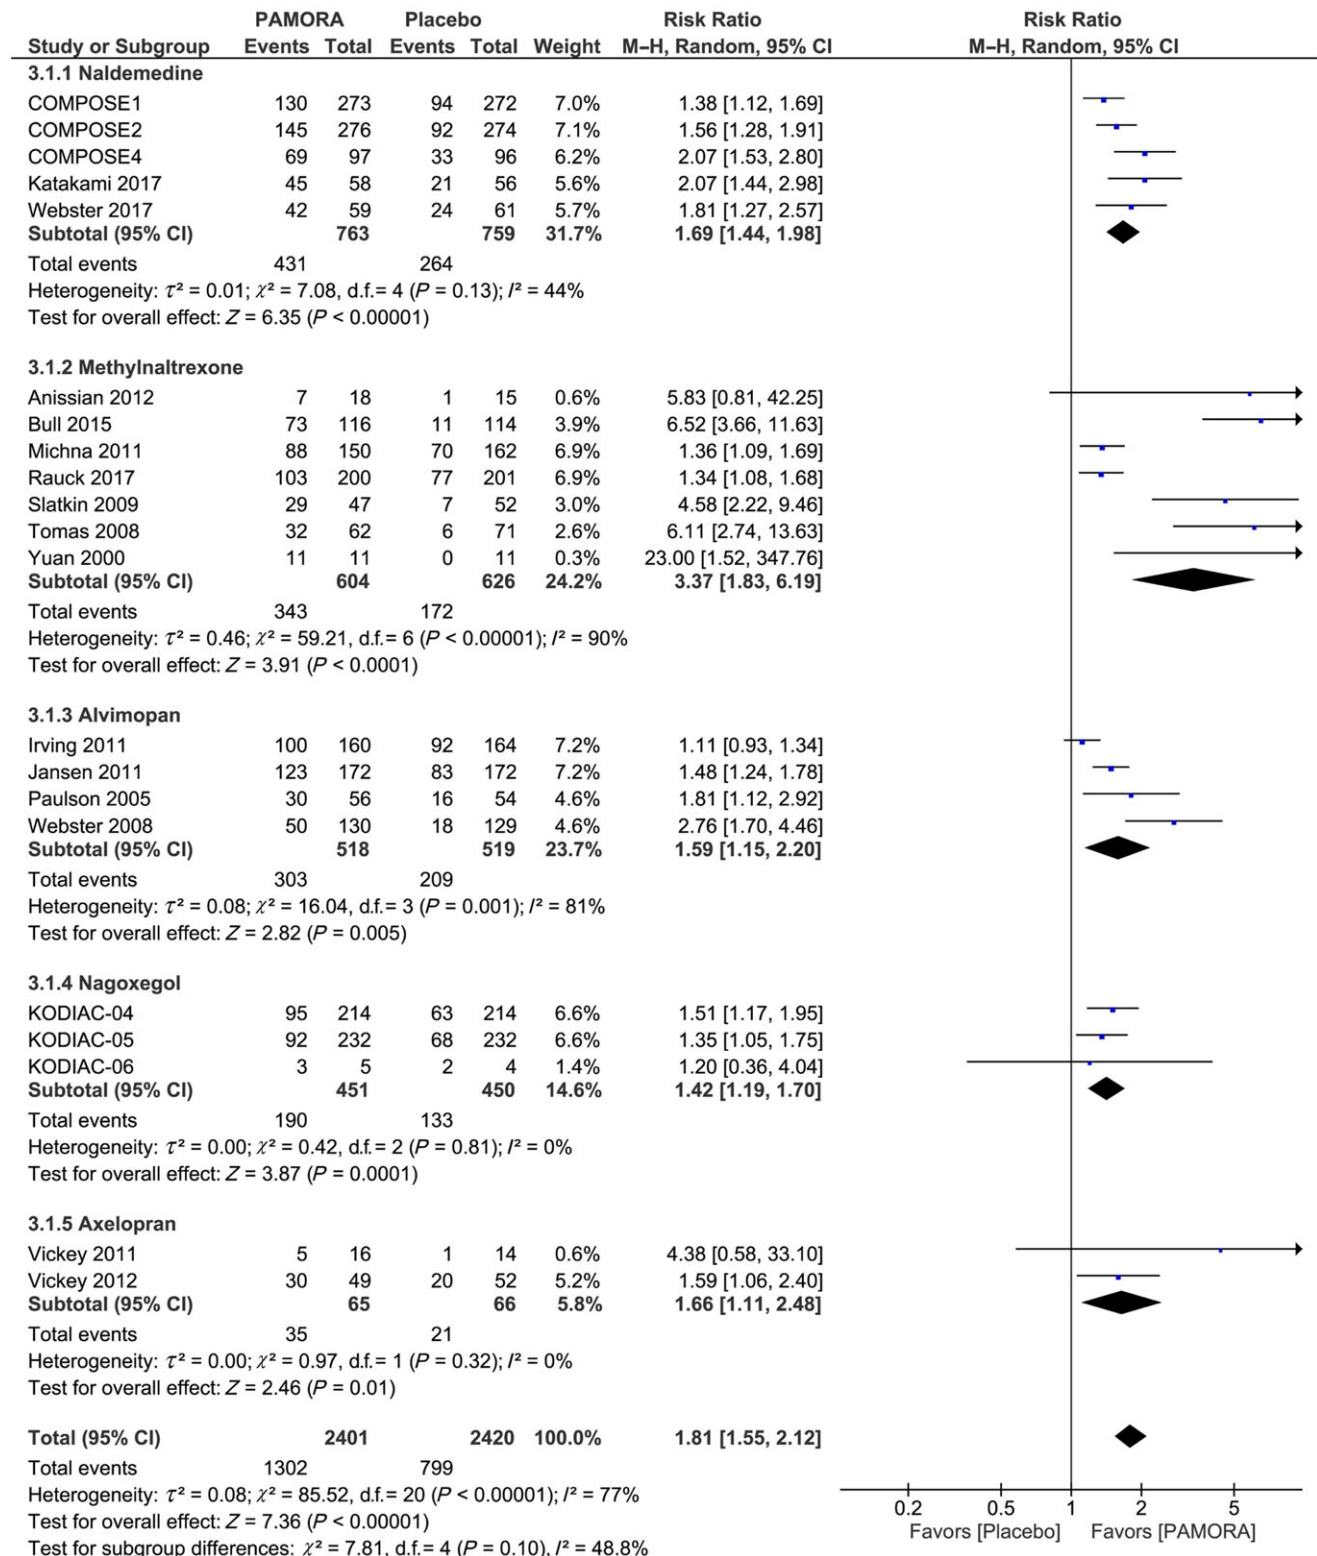 PAMORA Placebo Risk Ratio Risk Ratio
Study or Subgroup Events Total Events Total Weight M–H, Random, 95% CI M–H, Random, 95% CI
3.1.1 Naldemedine
COMPOSE1 130 273 94 272 7.0% 1.38 [1.12, 1.69]
COMPOSE2 145 276 92 274 7.1% 1.56 [1.28, 1.91]
COMPOSE4 69 97 33 96 6.2% 2.07 [1.53, 2.80]
Katakami 2017 45 58 21 56 5.6% 2.07 [1.44, 2.98]
Webster 2017 42 59 24 61 5.7% 1.81 [1.27, 2.57]
Subtotal (95% CI) 763 759 31.7% 1.69 [1.44, 1.98]
Total events 431 264
Heterogeneity: τ² = 0.01; χ² = 7.08, d.f.= 4 (P = 0.13); I² = 44%
Test for overall effect: Z = 6.35 (P < 0.00001)
3.1.2 Methylnaltrexone
Anissian 2012 7 18 1 15 0.6% 5.83 [0.81, 42.25]
Bull 2015 73 116 11 114 3.9% 6.52 [3.66, 11.63]
Michna 2011 88 150 70 162 6.9% 1.36 [1.09, 1.69]
Rauck 2017 103 200 77 201 6.9% 1.34 [1.08, 1.68]
Slatkin 2009 29 47 7 52 3.0% 4.58 [2.22, 9.46]
Tomas 2008 32 62 6 71 2.6% 6.11 [2.74, 13.63]
Yuan 2000 11 11 0 11 0.3% 23.00 [1.52, 347.76]
Subtotal (95% CI) 604 626 24.2% 3.37 [1.83, 6.19]
Total events 343 172
Heterogeneity: τ² = 0.46; χ² = 59.21, d.f.= 6 (P < 0.00001); I² = 90%
Test for overall effect: Z = 3.91 (P < 0.0001)
3.1.3 Alvimopan
Irving 2011 100 160 92 164 7.2% 1.11 [0.93, 1.34]
Jansen 2011 123 172 83 172 7.2% 1.48 [1.24, 1.78]
Paulson 2005 30 56 16 54 4.6% 1.81 [1.12, 2.92]
Webster 2008 50 130 18 129 4.6% 2.76 [1.70, 4.46]
Subtotal (95% CI) 518 519 23.7% 1.59 [1.15, 2.20]
Total events 303 209
Heterogeneity: τ² = 0.08; χ² = 16.04, d.f.= 3 (P = 0.001); I² = 81%
Test for overall effect: Z = 2.82 (P = 0.005)
3.1.4 Nagoxegol
KODIAC-04 95 214 63 214 6.6% 1.51 [1.17, 1.95]
KODIAC-05 92 232 68 232 6.6% 1.35 [1.05, 1.75]
KODIAC-06 3 5 2 4 1.4% 1.20 [0.36, 4.04]
Subtotal (95% CI) 451 450 14.6% 1.42 [1.19, 1.70]
Total events 190 133
Heterogeneity: τ² = 0.00; χ² = 0.42, d.f.= 2 (P = 0.81); I² = 0%
Test for overall effect: Z = 3.87 (P = 0.0001)
3.1.5 Axelopran
Vickey 2011 5 16 1 14 0.6% 4.38 [0.58, 33.10]
Vickey 2012 30 49 20 52 5.2% 1.59 [1.06, 2.40]
Subtotal (95% CI) 65 66 5.8% 1.66 [1.11, 2.48]
Total events 35 21
Heterogeneity: τ² = 0.00; χ² = 0.97, d.f.= 1 (P = 0.32); I² = 0%
Test for overall effect: Z = 2.46 (P = 0.01)
Total (95% CI) 2401 2420 100.0% 1.81 [1.55, 2.12]
Total events 1302 799
Heterogeneity: τ² = 0.08; χ² = 85.52, d.f.= 20 (P < 0.00001); I² = 77%
Test for overall effect: Z = 7.36 (P < 0.00001)
Test for subgroup differences: χ² = 7.81, d.f.= 4 (P = 0.10), I² = 48.8%
0.2 0.5 1 2 5
Favors [Placebo] Favors [PAMORA]